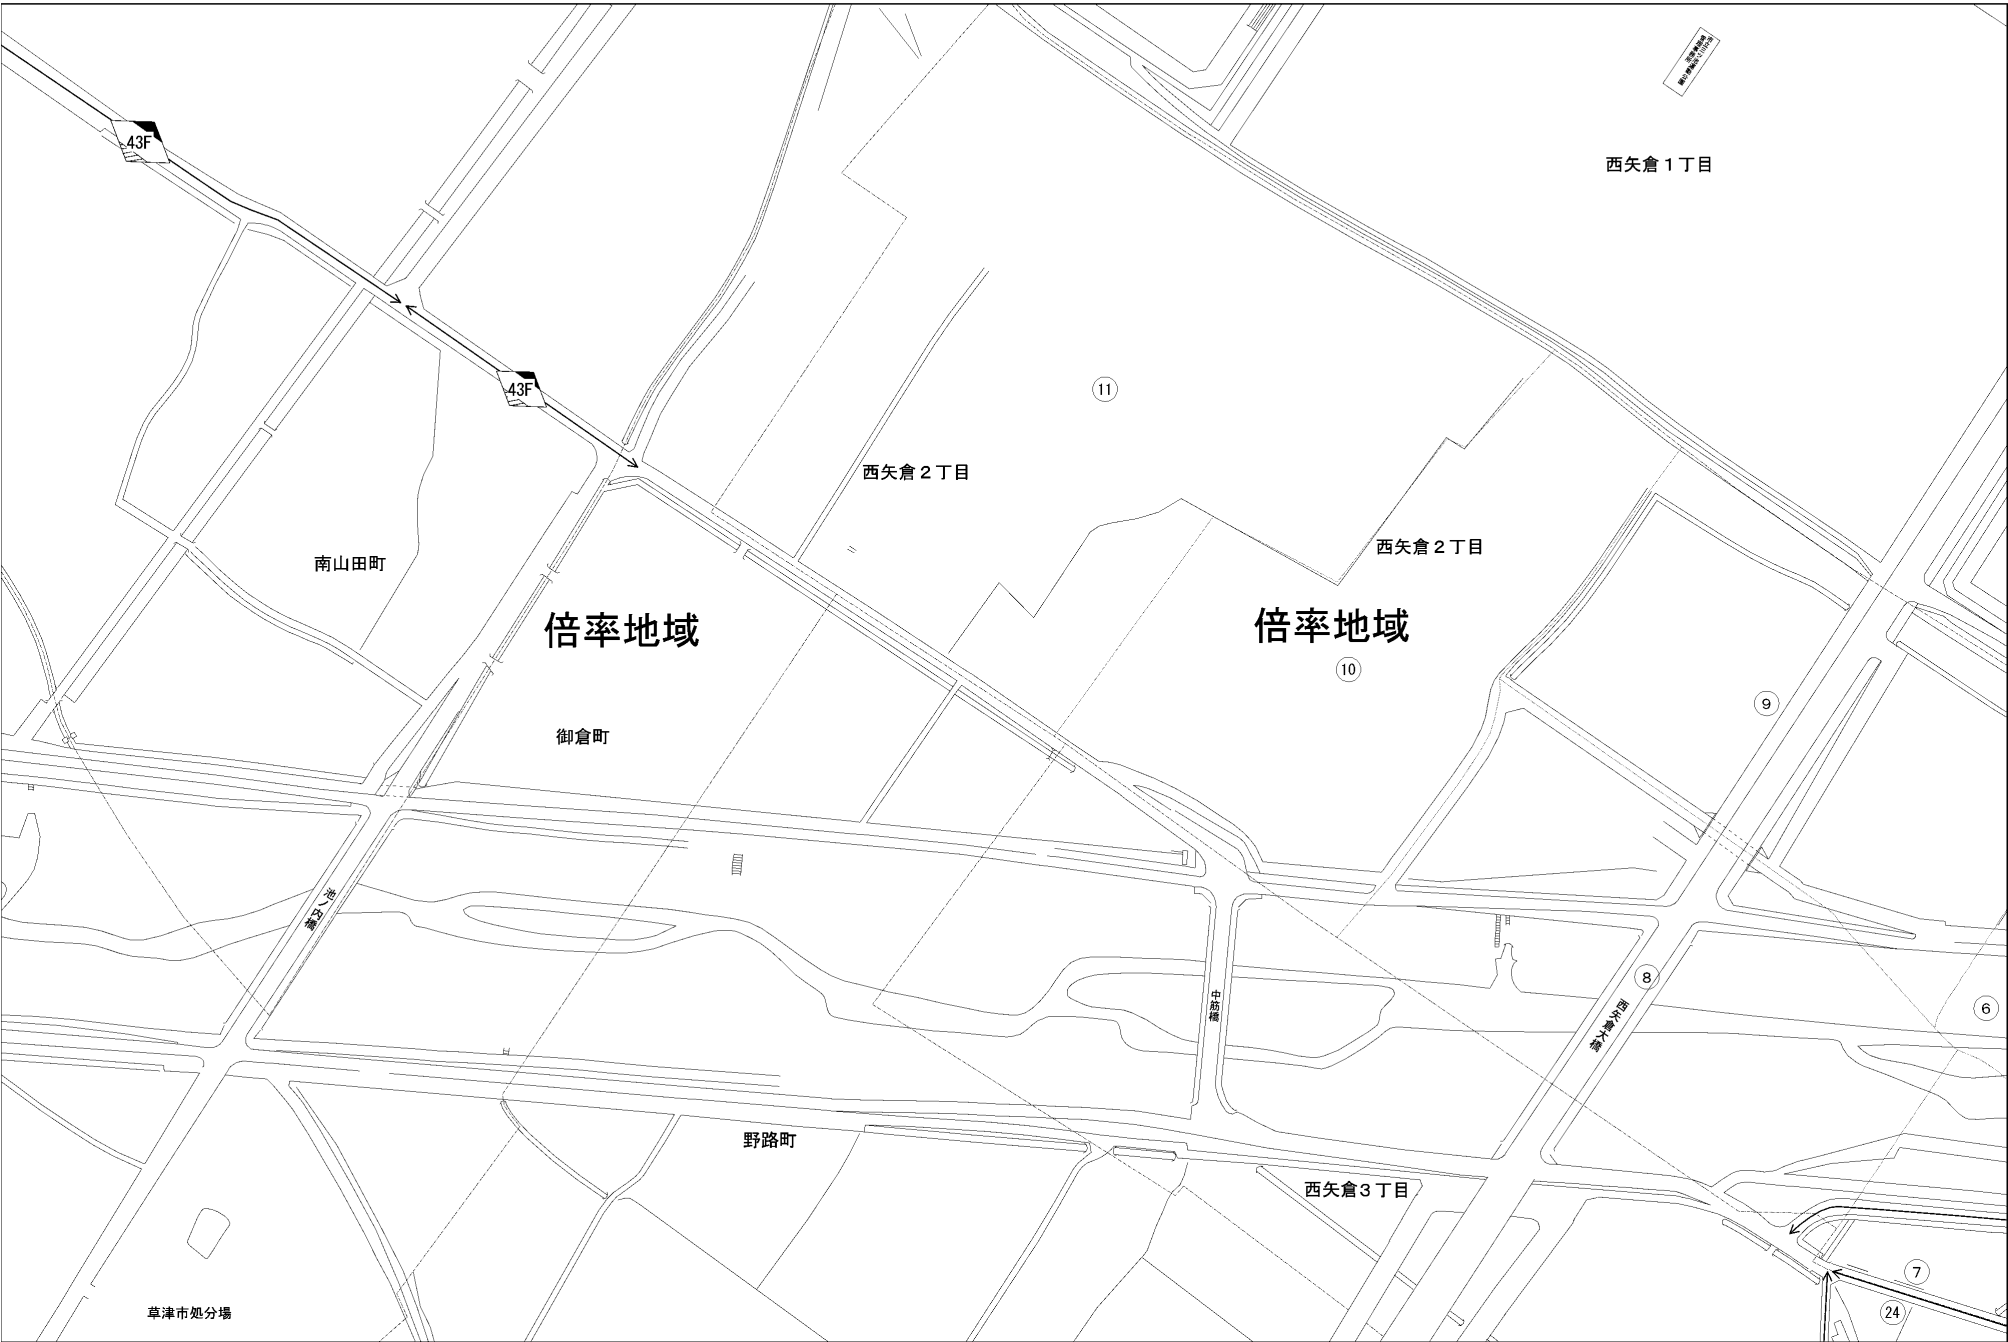 西矢倉１丁目
43F
43F
⑪
西矢倉２丁目
西矢倉２丁目
南山田町
倍率地域
倍率地域
⑩
⑨
御倉町
池ノ内橋
中筋橋
⑧
西矢倉大橋
⑥
野路町
西矢倉３丁目
⑦
㉔
草津市処分場